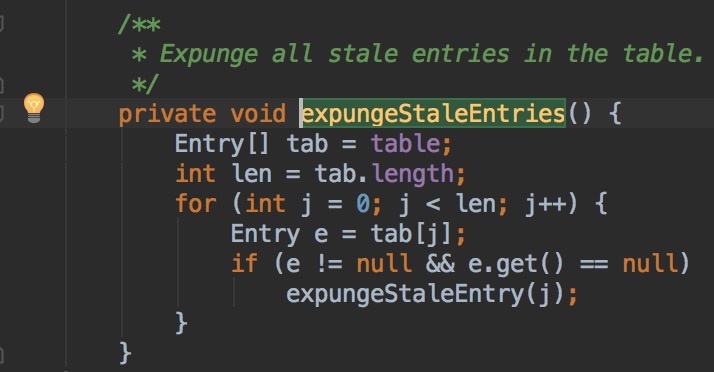 /**
 * Expunge all stale entries in the table.
 */
private void expungeStaleEntries() {
    Entry[] tab = table;
    int len = tab.length;
    for (int j = 0; j < len; j++) {
        Entry e = tab[j];
        if (e != null && e.get() == null)
            expungeStaleEntry(j);
    }
}